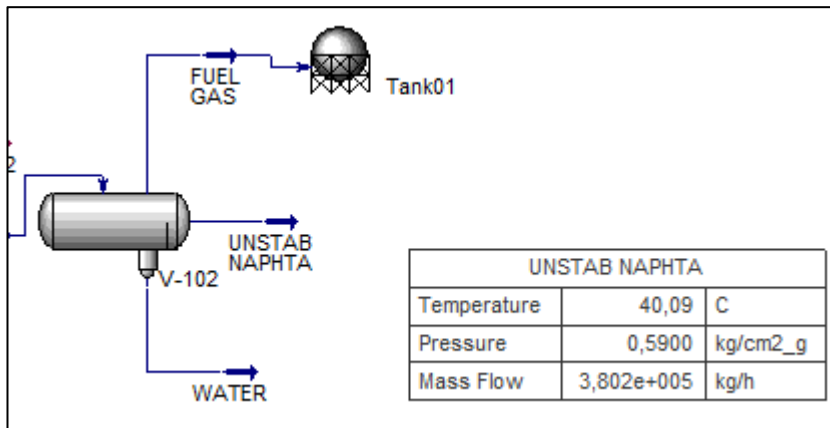 FUEL
GAS
Tank01
2
UNSTAB
NAPHTA
V-102
WATER
UNSTAB NAPHTA
Temperature 40,09 C
Pressure 0,5900 kg/cm2_g
Mass Flow 3,802e+005 kg/h